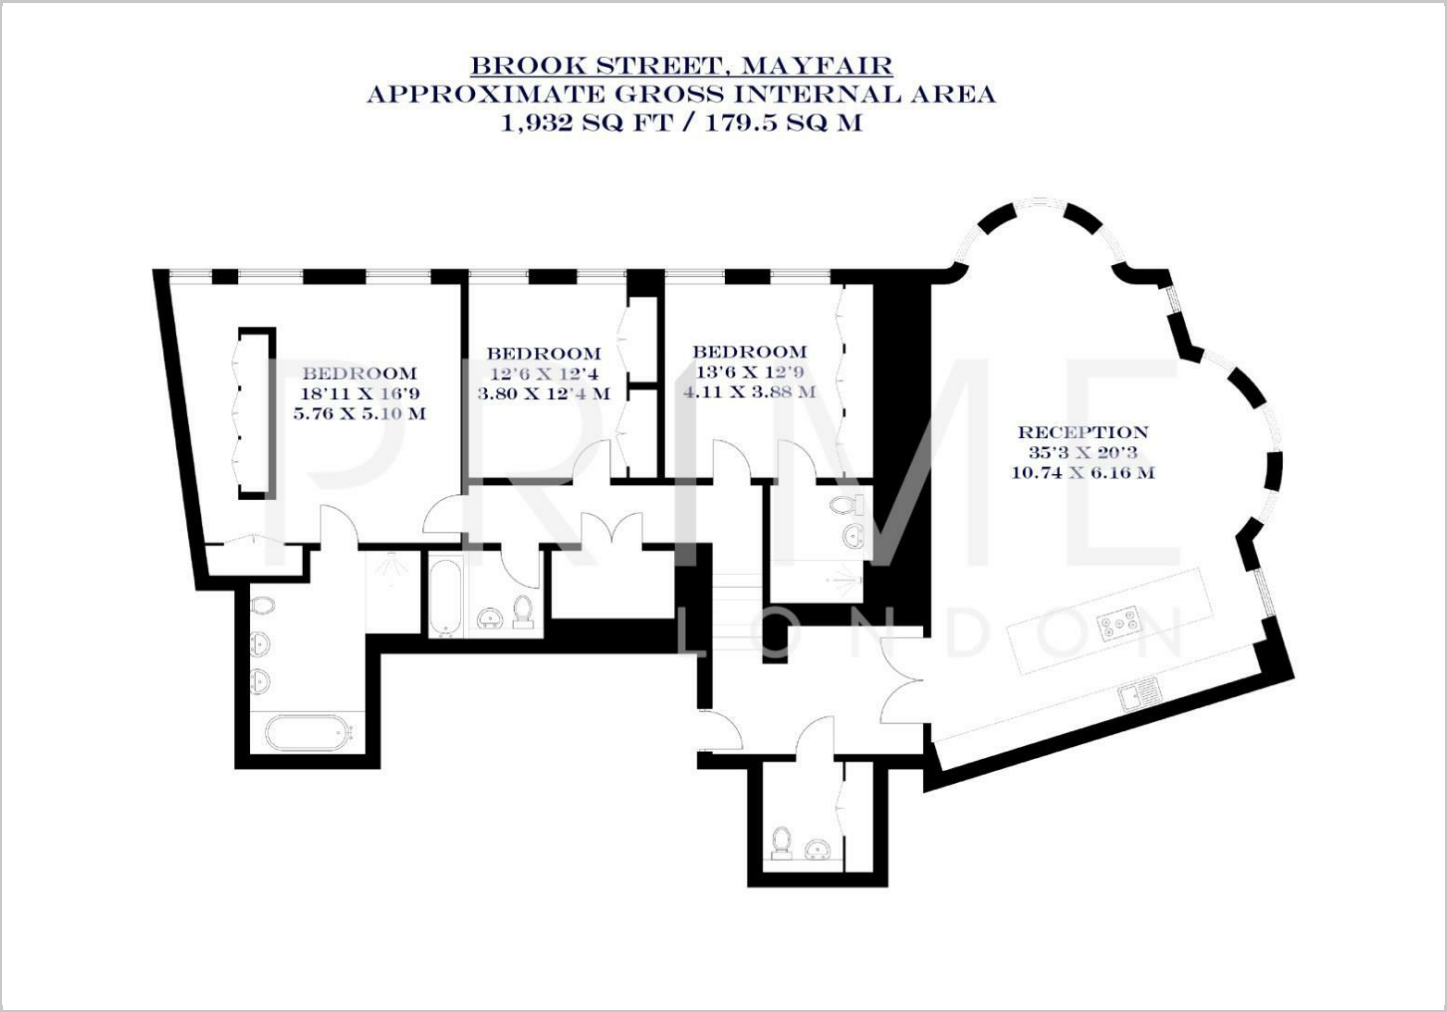 BROOK STREET, MAYFAIR
APPROXIMATE GROSS INTERNAL AREA
1,932 SQ FT / 179.5 SQ M
BEDROOM
18'11 X 16'9
5.76 X 5.10 M
BEDROOM
12'6 X 12'4
3.80 X 12'4 M
BEDROOM
13'6 X 12'9
4.11 X 3.88 M
RECEPTION
35'3 X 20'3
10.74 X 6.16 M
PRIME
LONDON